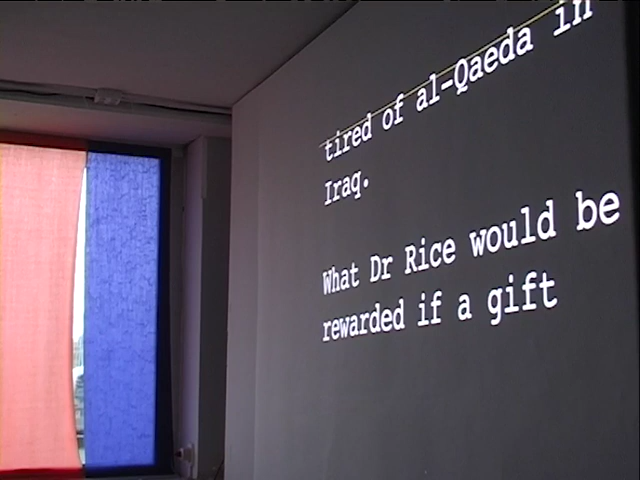 tired of al-Qaeda in
Iraq.
What Dr Rice would be
rewarded if a gift